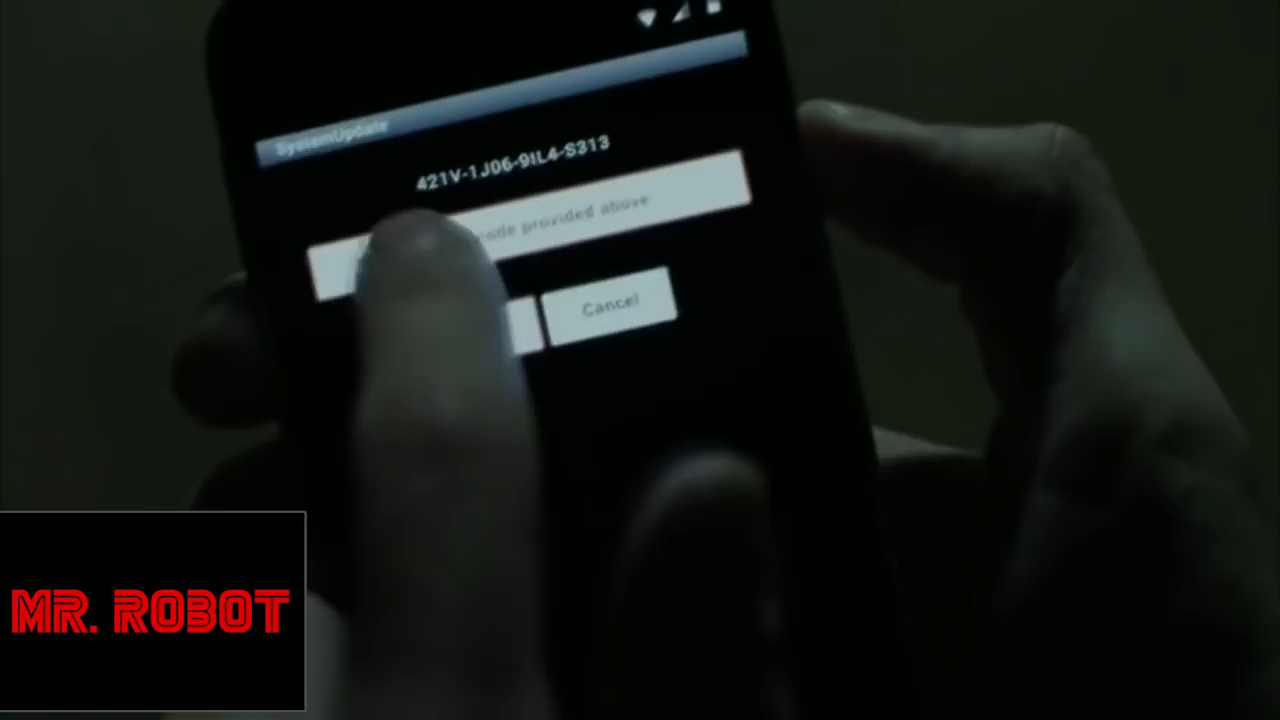 SystemUpdate
421V-1J06-9IL4-S313
code provided above
Cancel
MR. ROBOT